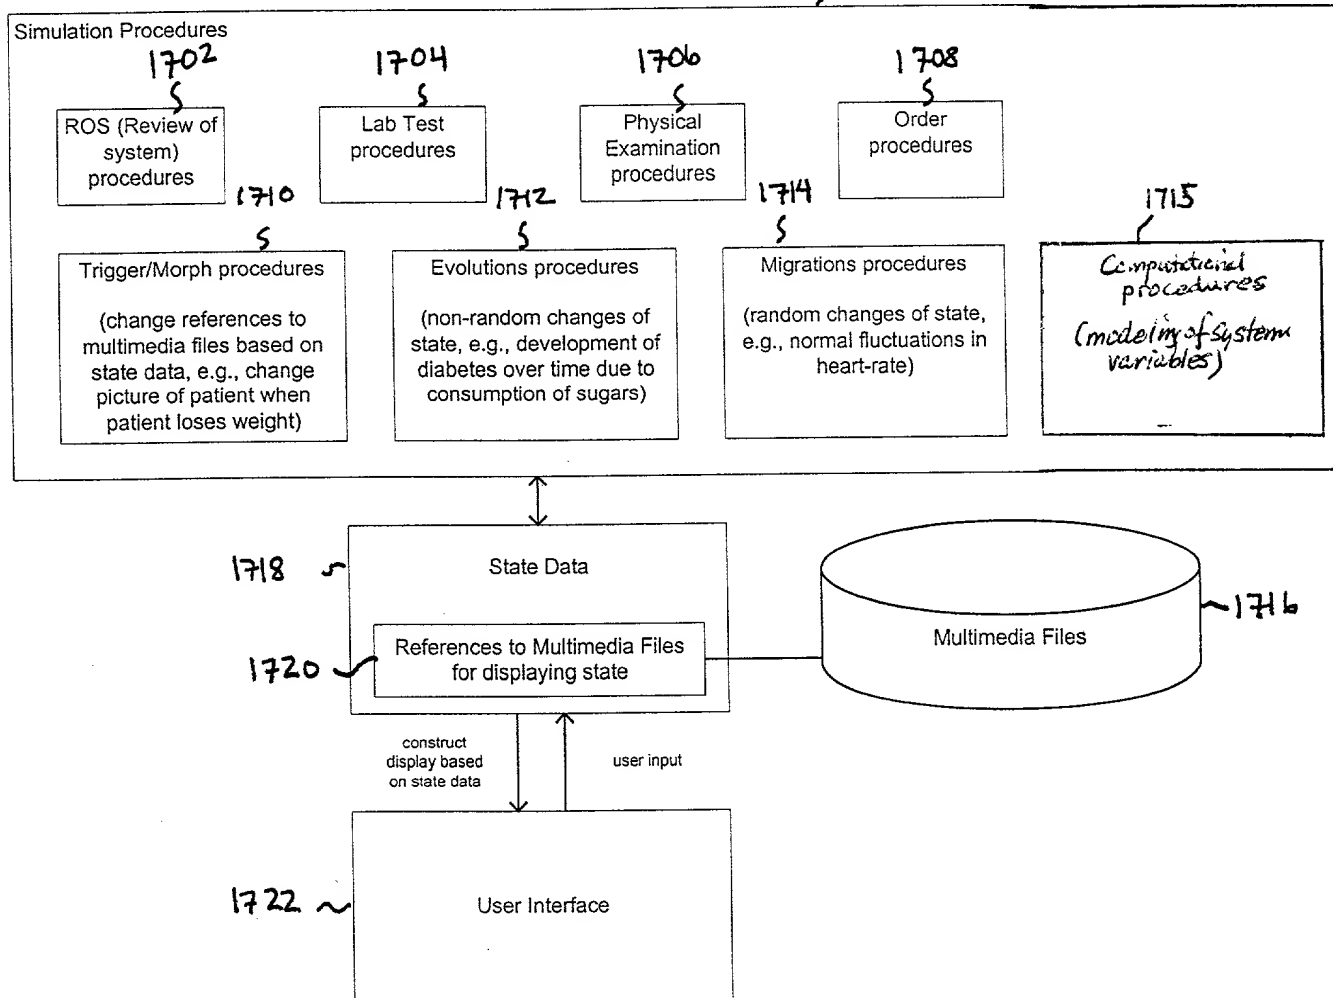 Simulation Procedures
1702
1704
1706
1708
ROS (Review of
system)
procedures
Lab Test
procedures
Physical
Examination
procedures
Order
procedures
1710
1712
1714
1715
Trigger/Morph procedures
(change references to
multimedia files based on
state data, e.g., change
picture of patient when
patient loses weight)
Evolutions procedures
(non-random changes of
state, e.g., development of
diabetes over time due to
consumption of sugars)
Migrations procedures
(random changes of state,
e.g., normal fluctuations in
heart-rate)
Computational
procedures
(modeling of system
variables)
1718
State Data
1720
References to Multimedia Files
for displaying state
Multimedia Files
1716
construct
display based
on state data
user input
1722
User Interface